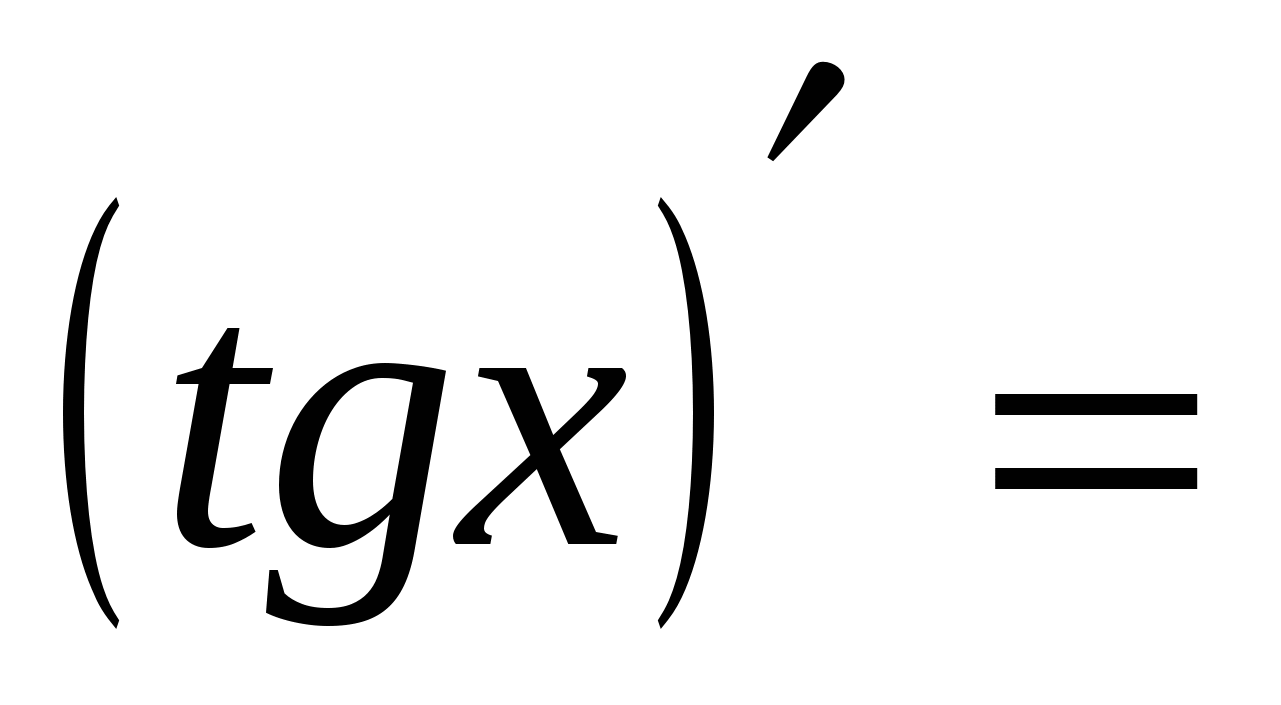 (tgx)′ =